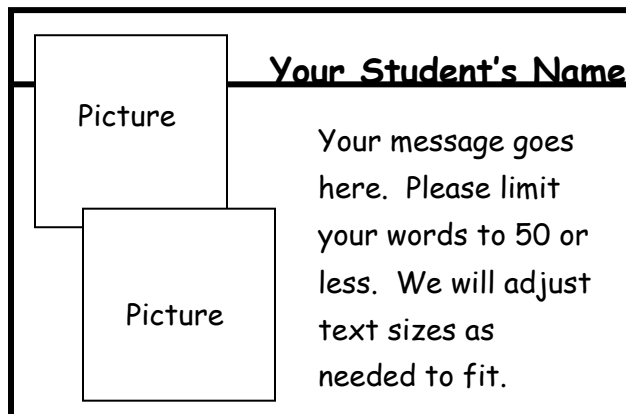 Your Student's Name
Picture
Your message goes
here. Please limit
your words to 50 or
less. We will adjust
text sizes as
needed to fit.
Picture